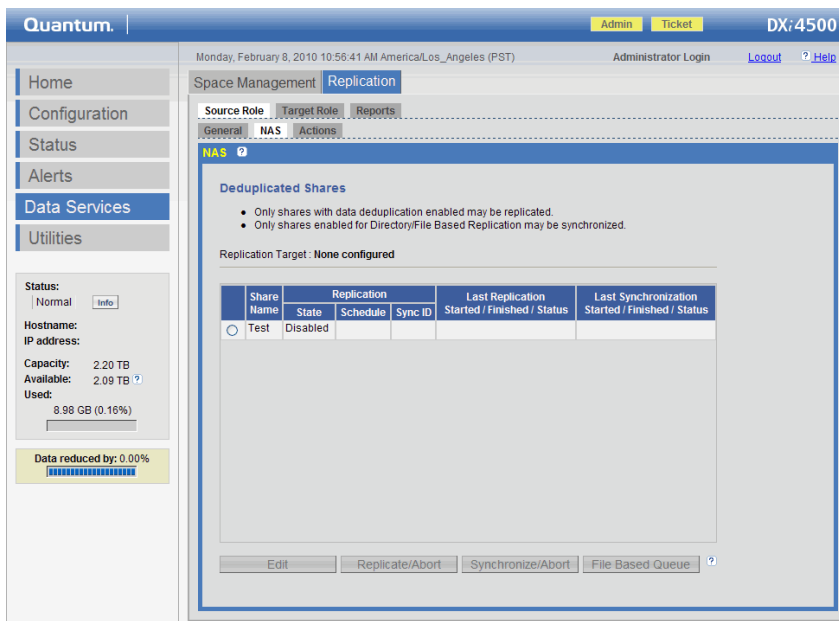 Quantum.
Admin Ticket
DXi4500
Monday, February 8, 2010 10:56:41 AM America/Los_Angeles (PST)
Administrator Login
Logout
? Help
Home
Configuration
Status
Alerts
Data Services
Utilities
Status:
Normal Info
Hostname:
IP address:
Capacity: 2.20 TB
Available: 2.09 TB ?
Used:
8.98 GB (0.16%)
Data reduced by: 0.00%
Space Management Replication
Source Role Target Role Reports
General NAS Actions
NAS ?
Deduplicated Shares
• Only shares with data deduplication enabled may be replicated.
• Only shares enabled for Directory/File Based Replication may be synchronized.
Replication Target : None configured
Share Name
Replication
State Schedule Sync ID
Last Replication
Started / Finished / Status
Last Synchronization
Started / Finished / Status
Test Disabled
Edit Replicate/Abort Synchronize/Abort File Based Queue ?